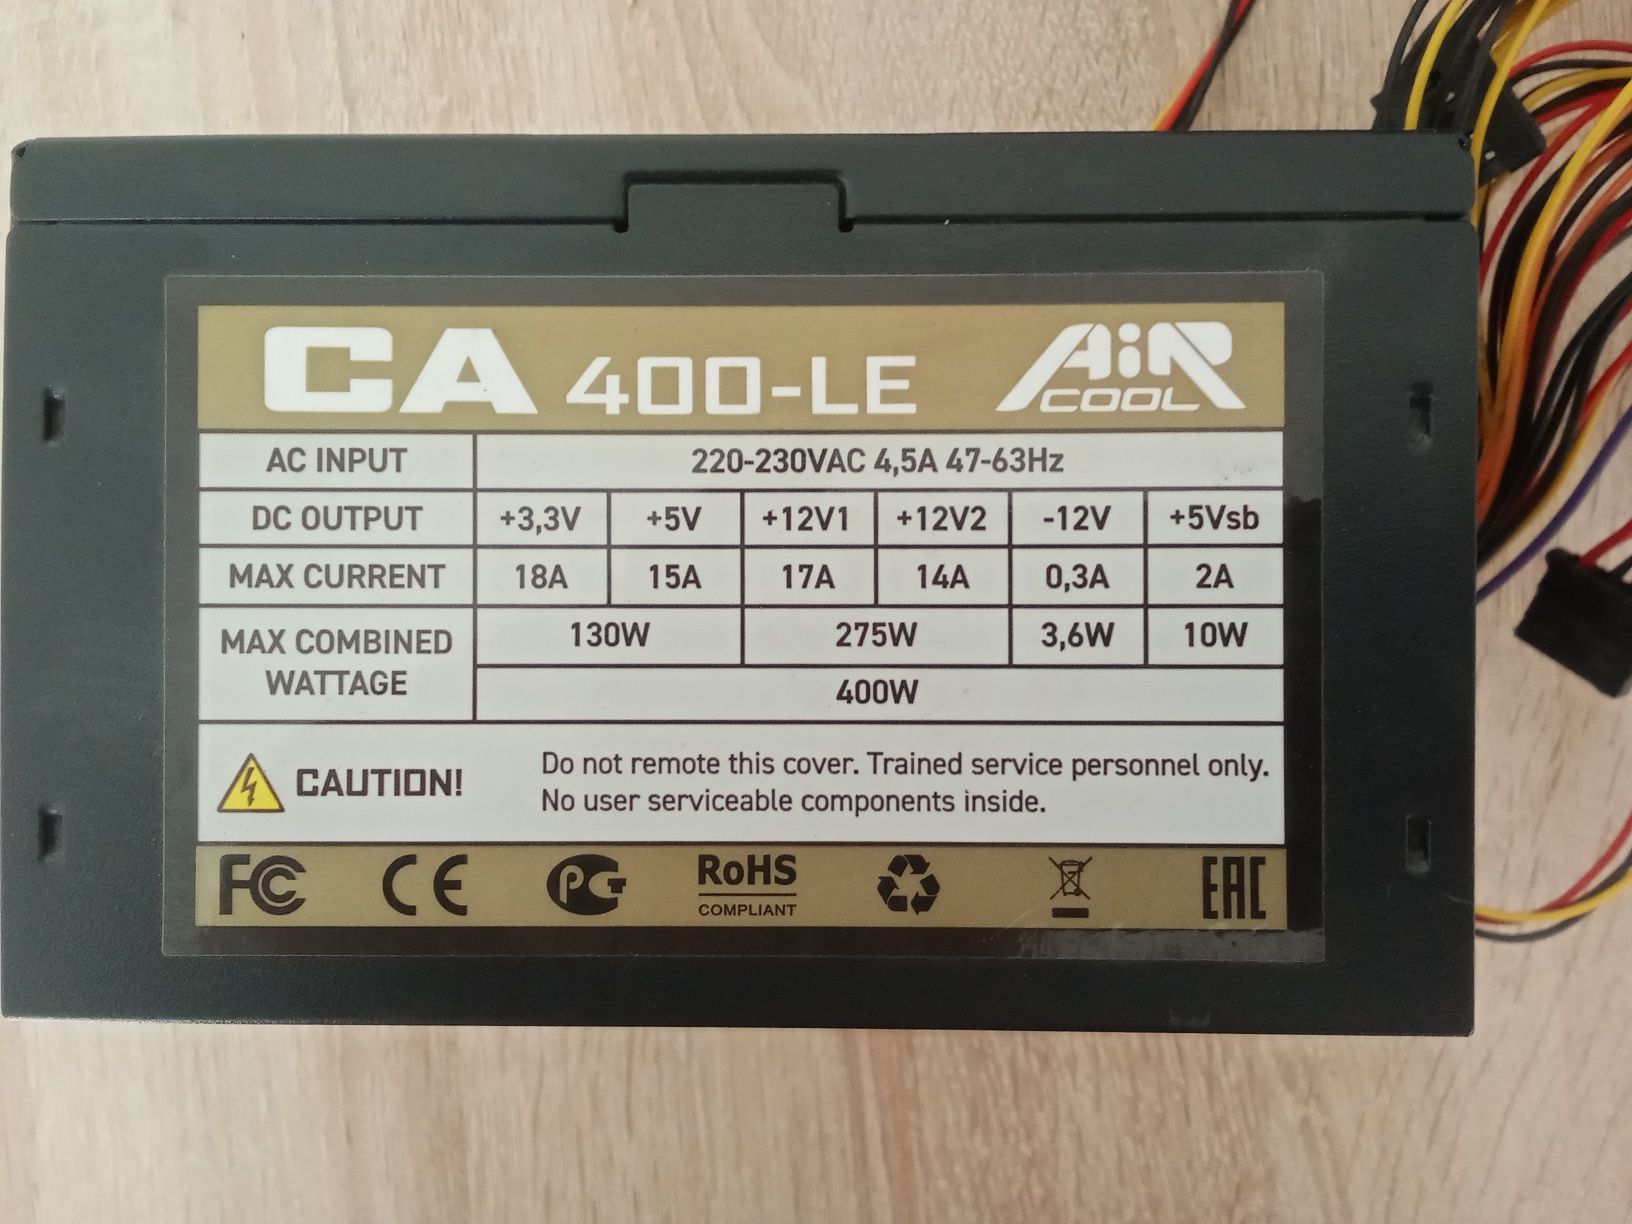 CA 400-LE AiR COOL
AC INPUT 220-230VAC 4,5A 47-63Hz
DC OUTPUT +3,3V +5V +12V1 +12V2 -12V +5Vsb
MAX CURRENT 18A 15A 17A 14A 0,3A 2A
MAX COMBINED WATTAGE 130W 275W 3,6W 10W
400W
CAUTION! Do not remote this cover. Trained service personnel only.
No user serviceable components inside.
FC CE PCT RoHS COMPLIANT EAC